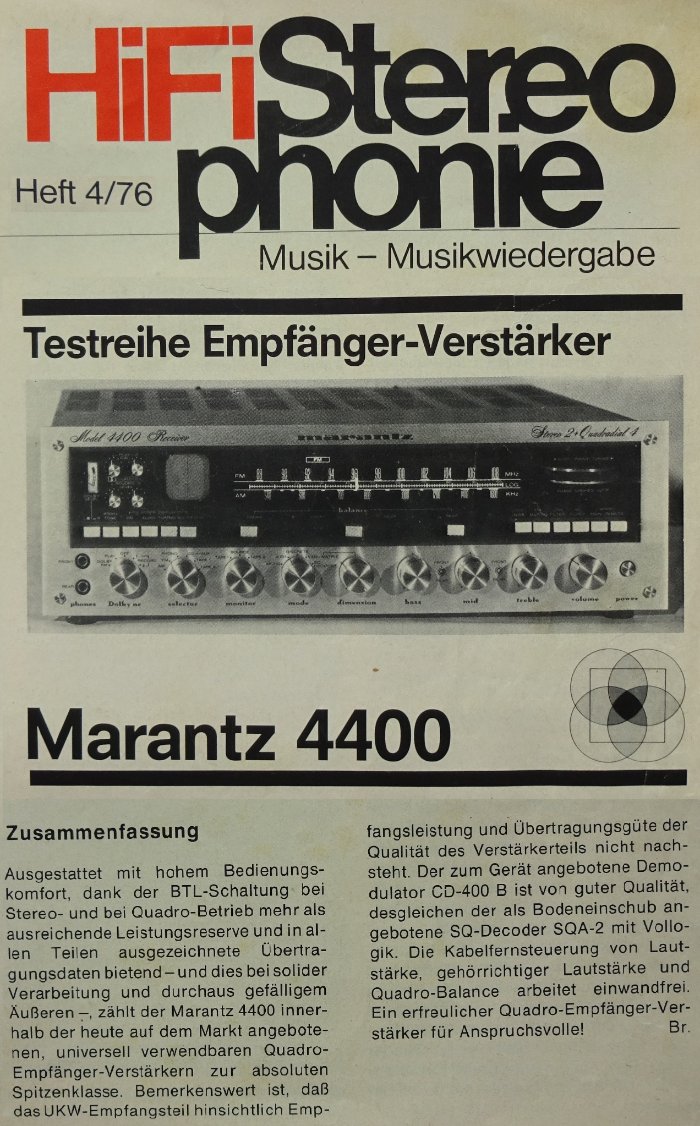 HiFi Stereo
phonie
Heft 4/76
Musik – Musikwiedergabe
Testreihe Empfänger-Verstärker
Model 4400 Receiver
marantz
Stereo 2 + Quadradial 4
FM
FM
MHz
LOG
AM
KHz
balance
phones
Dolby nr
selector
monitor
mode
dimension
bass
mid
treble
volume
power
Marantz 4400
Zusammenfassung
Ausgestattet mit hohem Bedienungs-
komfort, dank der BTL-Schaltung bei
Stereo- und bei Quadro-Betrieb mehr als
ausreichende Leistungsreserve und in al-
len Teilen ausgezeichnete Übertra-
gungsdaten bietend – und dies bei solider
Verarbeitung und durchaus gefälligem
Äußeren –, zählt der Marantz 4400 inner-
halb der heute auf dem Markt angebote-
nen, universell verwendbaren Quadro-
Empfänger-Verstärkern zur absoluten
Spitzenklasse. Bemerkenswert ist, daß
das UKW-Empfangsteil hinsichtlich Emp-
fangsleistung und Übertragungsgüte der
Qualität des Verstärkerteils nicht nach-
steht. Der zum Gerät angebotene Demo-
dulator CD-400 B ist von guter Qualität,
desgleichen der als Bodeneinschub an-
gebotene SQ-Decoder SQA-2 mit Vollo-
gik. Die Kabelfernsteuerung von Laut-
stärke, gehörrichtiger Lautstärke und
Quadro-Balance arbeitet einwandfrei.
Ein erfreulicher Quadro-Empfänger-Ver-
stärker für Anspruchsvolle! Br.